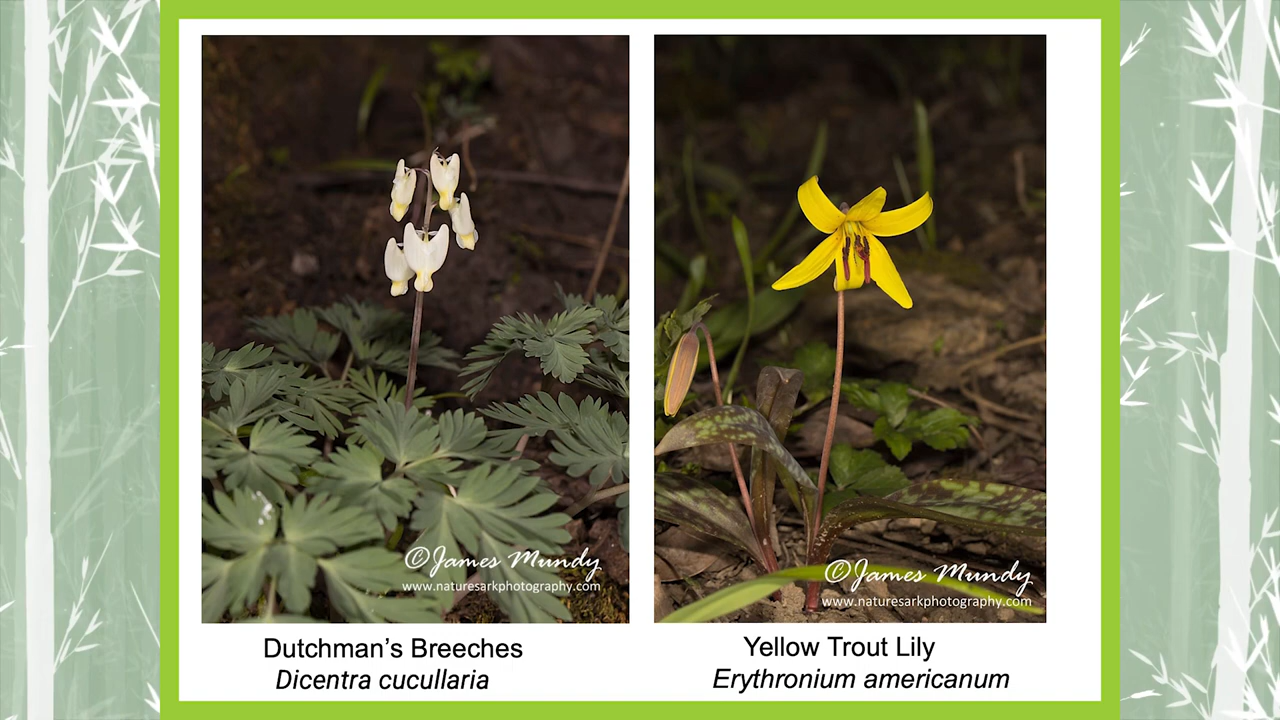 ©James Mundy
www.naturesarkphotography.com
©James Mundy
www.naturesarkphotography.com
Dutchman’s Breeches
Dicentra cucullaria
Yellow Trout Lily
Erythronium americanum